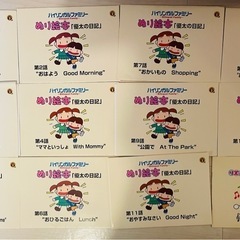 バイリンガルファミリー
ぬり絵本「優太の日記」
第2話
"おはよう Good Morning"
バイリンガルファミリー
ぬり絵本「優太の日記」
第7話
"おかいもの Shopping"
バイリンガルファミリー
ぬり絵本「優太の日記」
第4話
"ママといっしょ With Mommy"
バイリンガルファミリー
ぬり絵本「優太の日記」
第9話
"公園で At The Park"
バイリンガルファミリー
ぬり絵本「優太の日記」
第6話
"おひるごはん Lunch"
バイリンガルファミリー
ぬり絵本「優太の日記」
第11話
"おやすみなさい Good Night"